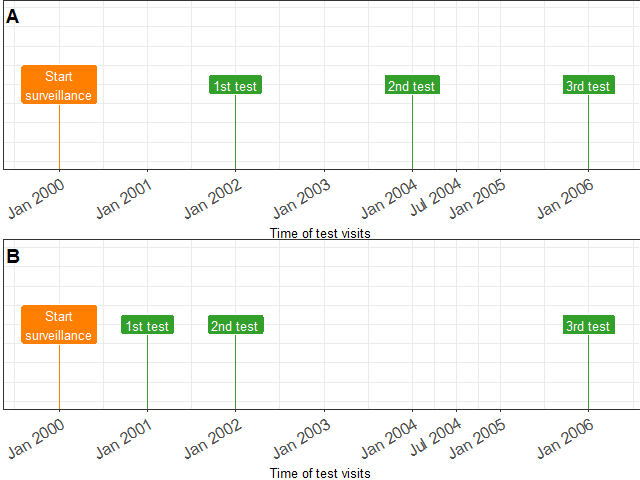 A
Start
surveillance
1st test
2nd test
3rd test
Jan 2000
Jan 2001
Jan 2002
Jan 2003
Jan 2004
Jul 2004
Jan 2005
Jan 2006
Time of test visits
B
Start
surveillance
1st test
2nd test
3rd test
Jan 2000
Jan 2001
Jan 2002
Jan 2003
Jan 2004
Jul 2004
Jan 2005
Jan 2006
Time of test visits